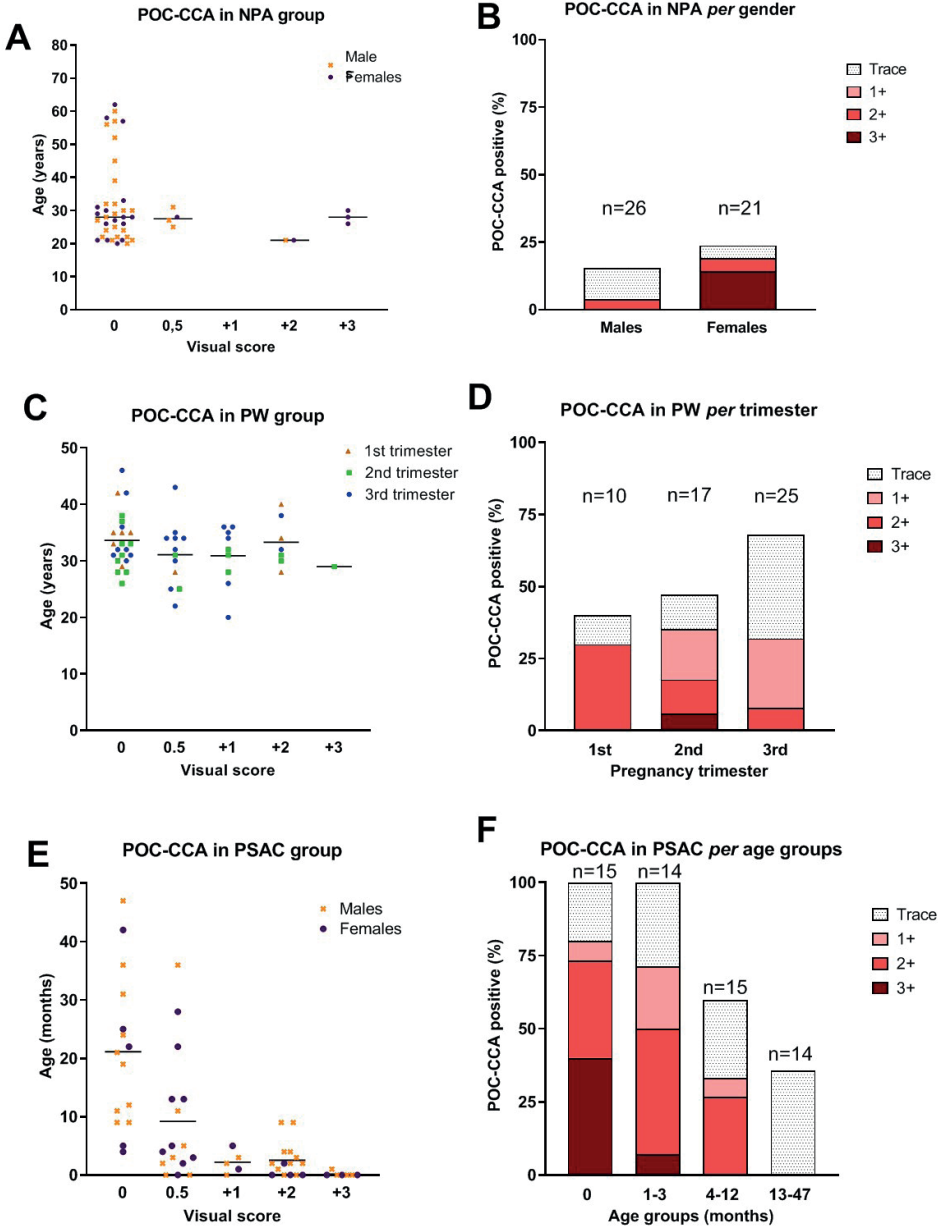 A
POC-CCA in NPA group
80
70
60
50
40
30
20
10
0
Age (years)
0
0,5
+1
+2
+3
Visual score
Male
s
Females
B
POC-CCA in NPA per gender
100
75
50
25
0
POC-CCA positive (%)
n=26
n=21
Males
Females
Trace
1+
2+
3+
C
POC-CCA in PW group
50
40
30
20
10
0
Age (years)
0
0.5
+1
+2
+3
Visual score
1st trimester
2nd trimester
3rd trimester
D
POC-CCA in PW per trimester
100
75
50
25
0
POC-CCA positive (%)
n=10
n=17
n=25
1st
2nd
3rd
Pregnancy trimester
Trace
1+
2+
3+
E
POC-CCA in PSAC group
50
40
30
20
10
0
Age (months)
0
0.5
+1
+2
+3
Visual score
Males
Females
F
POC-CCA in PSAC per age groups
100
75
50
25
0
POC-CCA positive (%)
n=15
n=14
n=15
n=14
0
1-3
4-12
13-47
Age groups (months)
Trace
1+
2+
3+